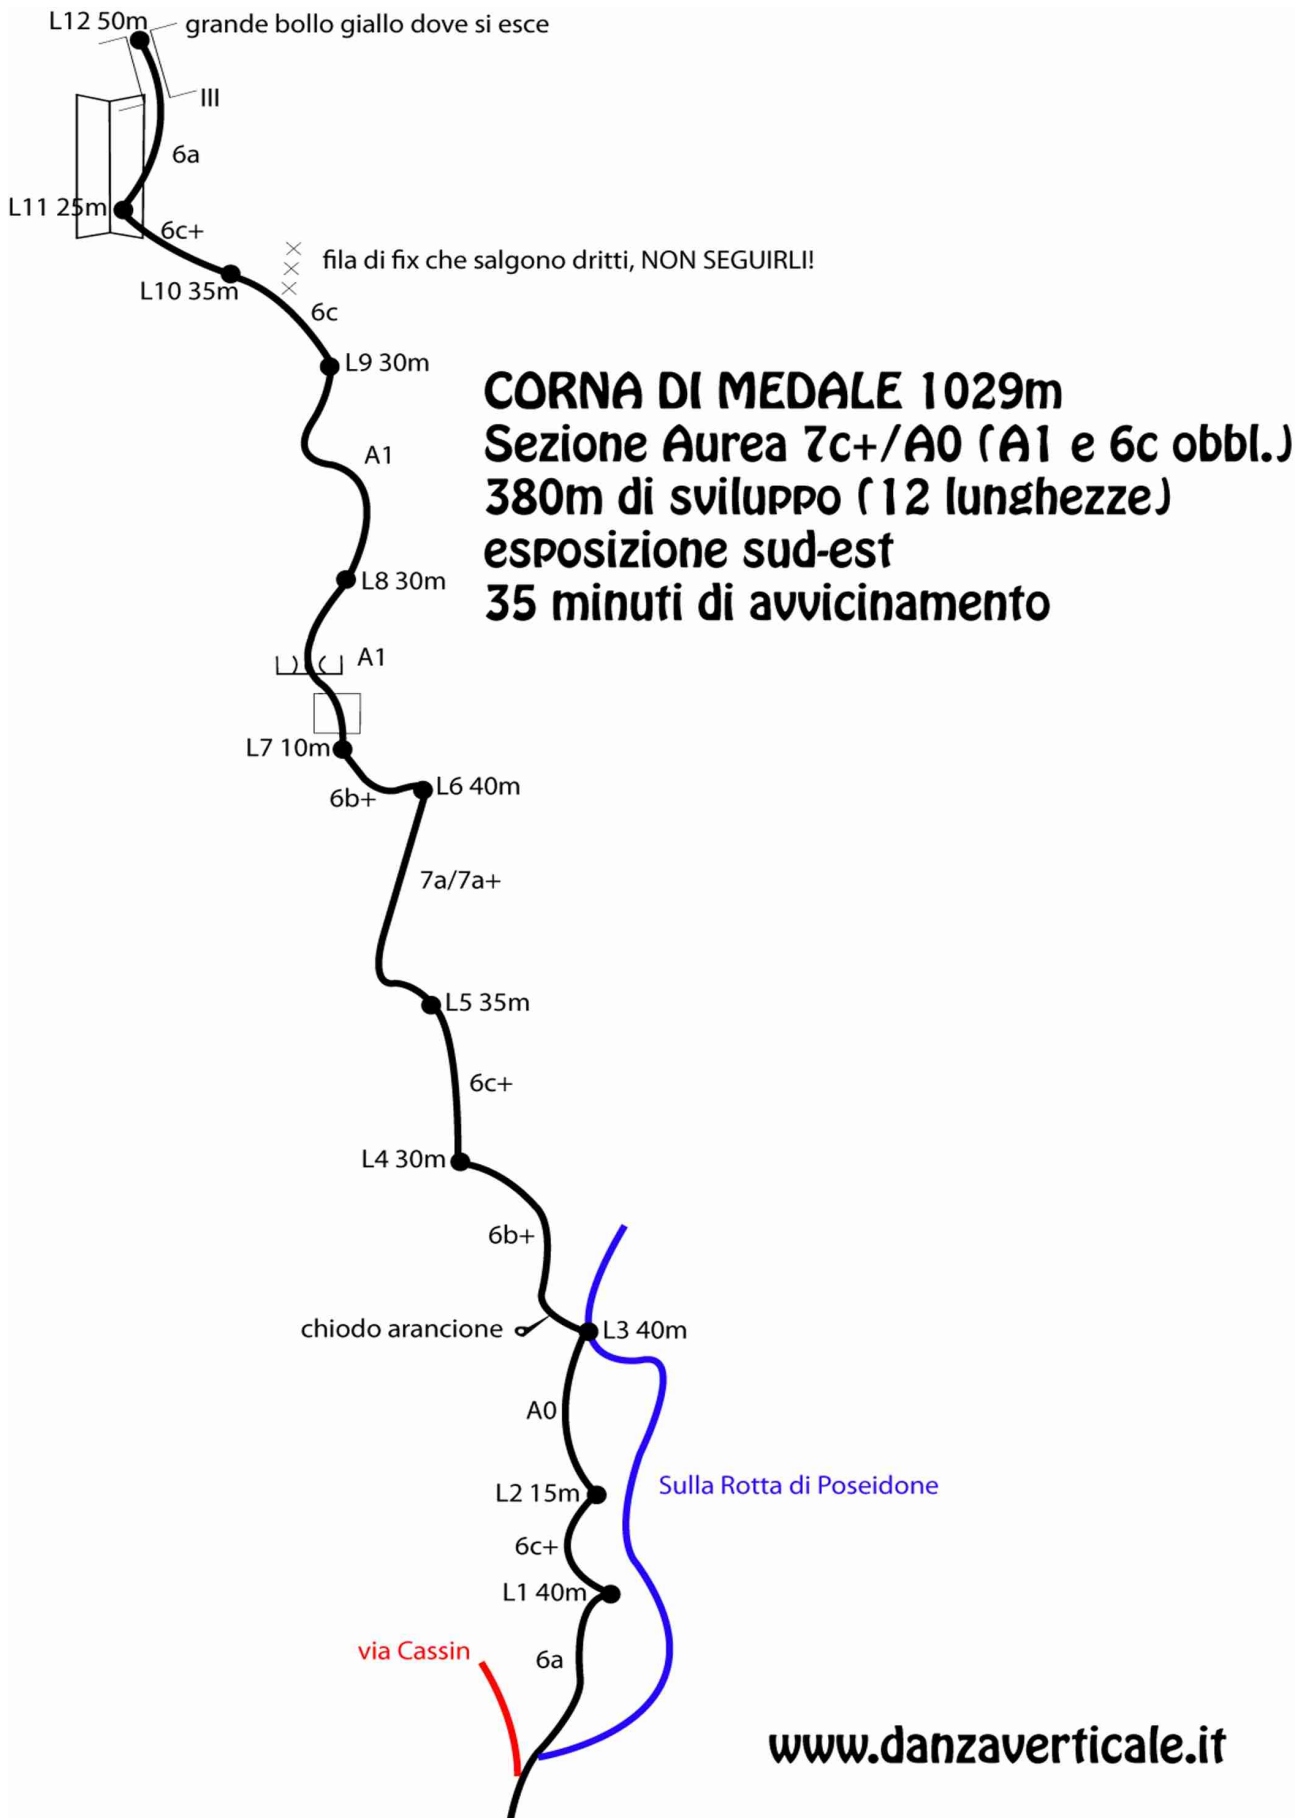 L12 50m
grande bollo giallo dove si esce
III
6a
L11 25m
6c+
fila di fix che salgono dritti, NON SEGUIRLI!
L10 35m
6c
L9 30m
CORNA DI MEDALE 1029m
Sezione Aurea 7c+/A0 (A1 e 6c obbl.)
380m di sviluppo (12 lunghezze)
esposizione sud-est
35 minuti di avvicinamento
A1
L8 30m
A1
L7 10m
L6 40m
6b+
7a/7a+
L5 35m
6c+
L4 30m
6b+
chiodo arancione
L3 40m
A0
Sulla Rotta di Poseidone
L2 15m
6c+
L1 40m
via Cassin
6a
www.danzaverticale.it